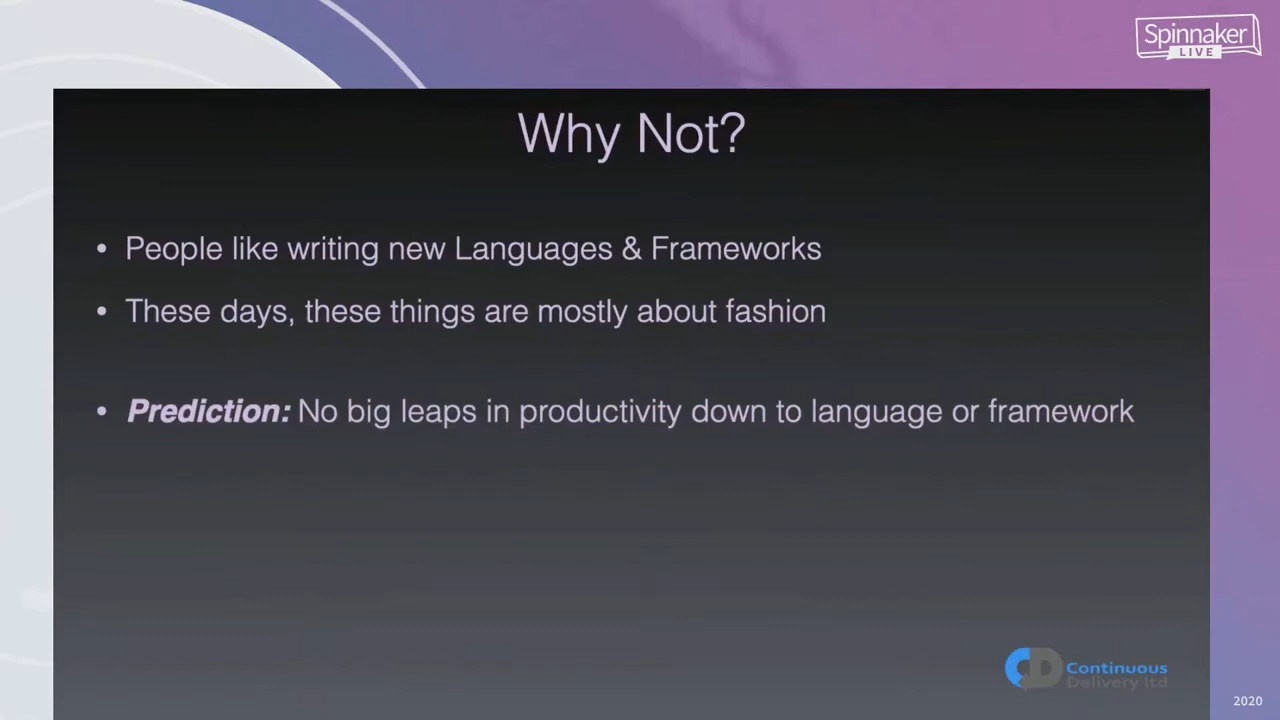 Spinnaker
LIVE
Why Not?
• People like writing new Languages & Frameworks
• These days, these things are mostly about fashion
• Prediction: No big leaps in productivity down to language or framework
CD Continuous
Delivery ltd
2020